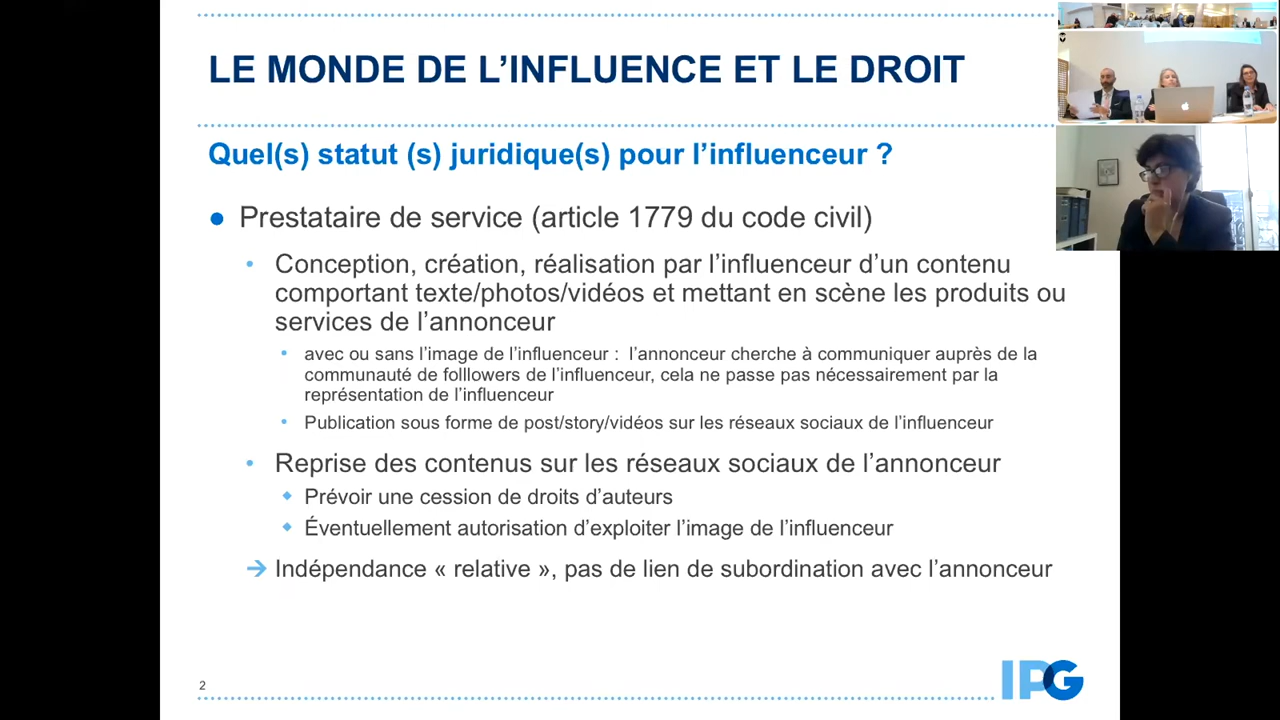 LE MONDE DE L’INFLUENCE ET LE DROIT
Quel(s) statut (s) juridique(s) pour l’influenceur ?
● Prestataire de service (article 1779 du code civil)
• Conception, création, réalisation par l’influenceur d’un contenu
comportant texte/photos/vidéos et mettant en scène les produits ou
services de l’annonceur
• avec ou sans l’image de l’influenceur : l’annonceur cherche à communiquer auprès de la
communauté de folllowers de l’influenceur, cela ne passe pas nécessairement par la
représentation de l’influenceur
• Publication sous forme de post/story/vidéos sur les réseaux sociaux de l’influenceur
• Reprise des contenus sur les réseaux sociaux de l’annonceur
◆ Prévoir une cession de droits d’auteurs
◆ Éventuellement autorisation d’exploiter l’image de l’influenceur
→ Indépendance « relative », pas de lien de subordination avec l’annonceur
2
IPG